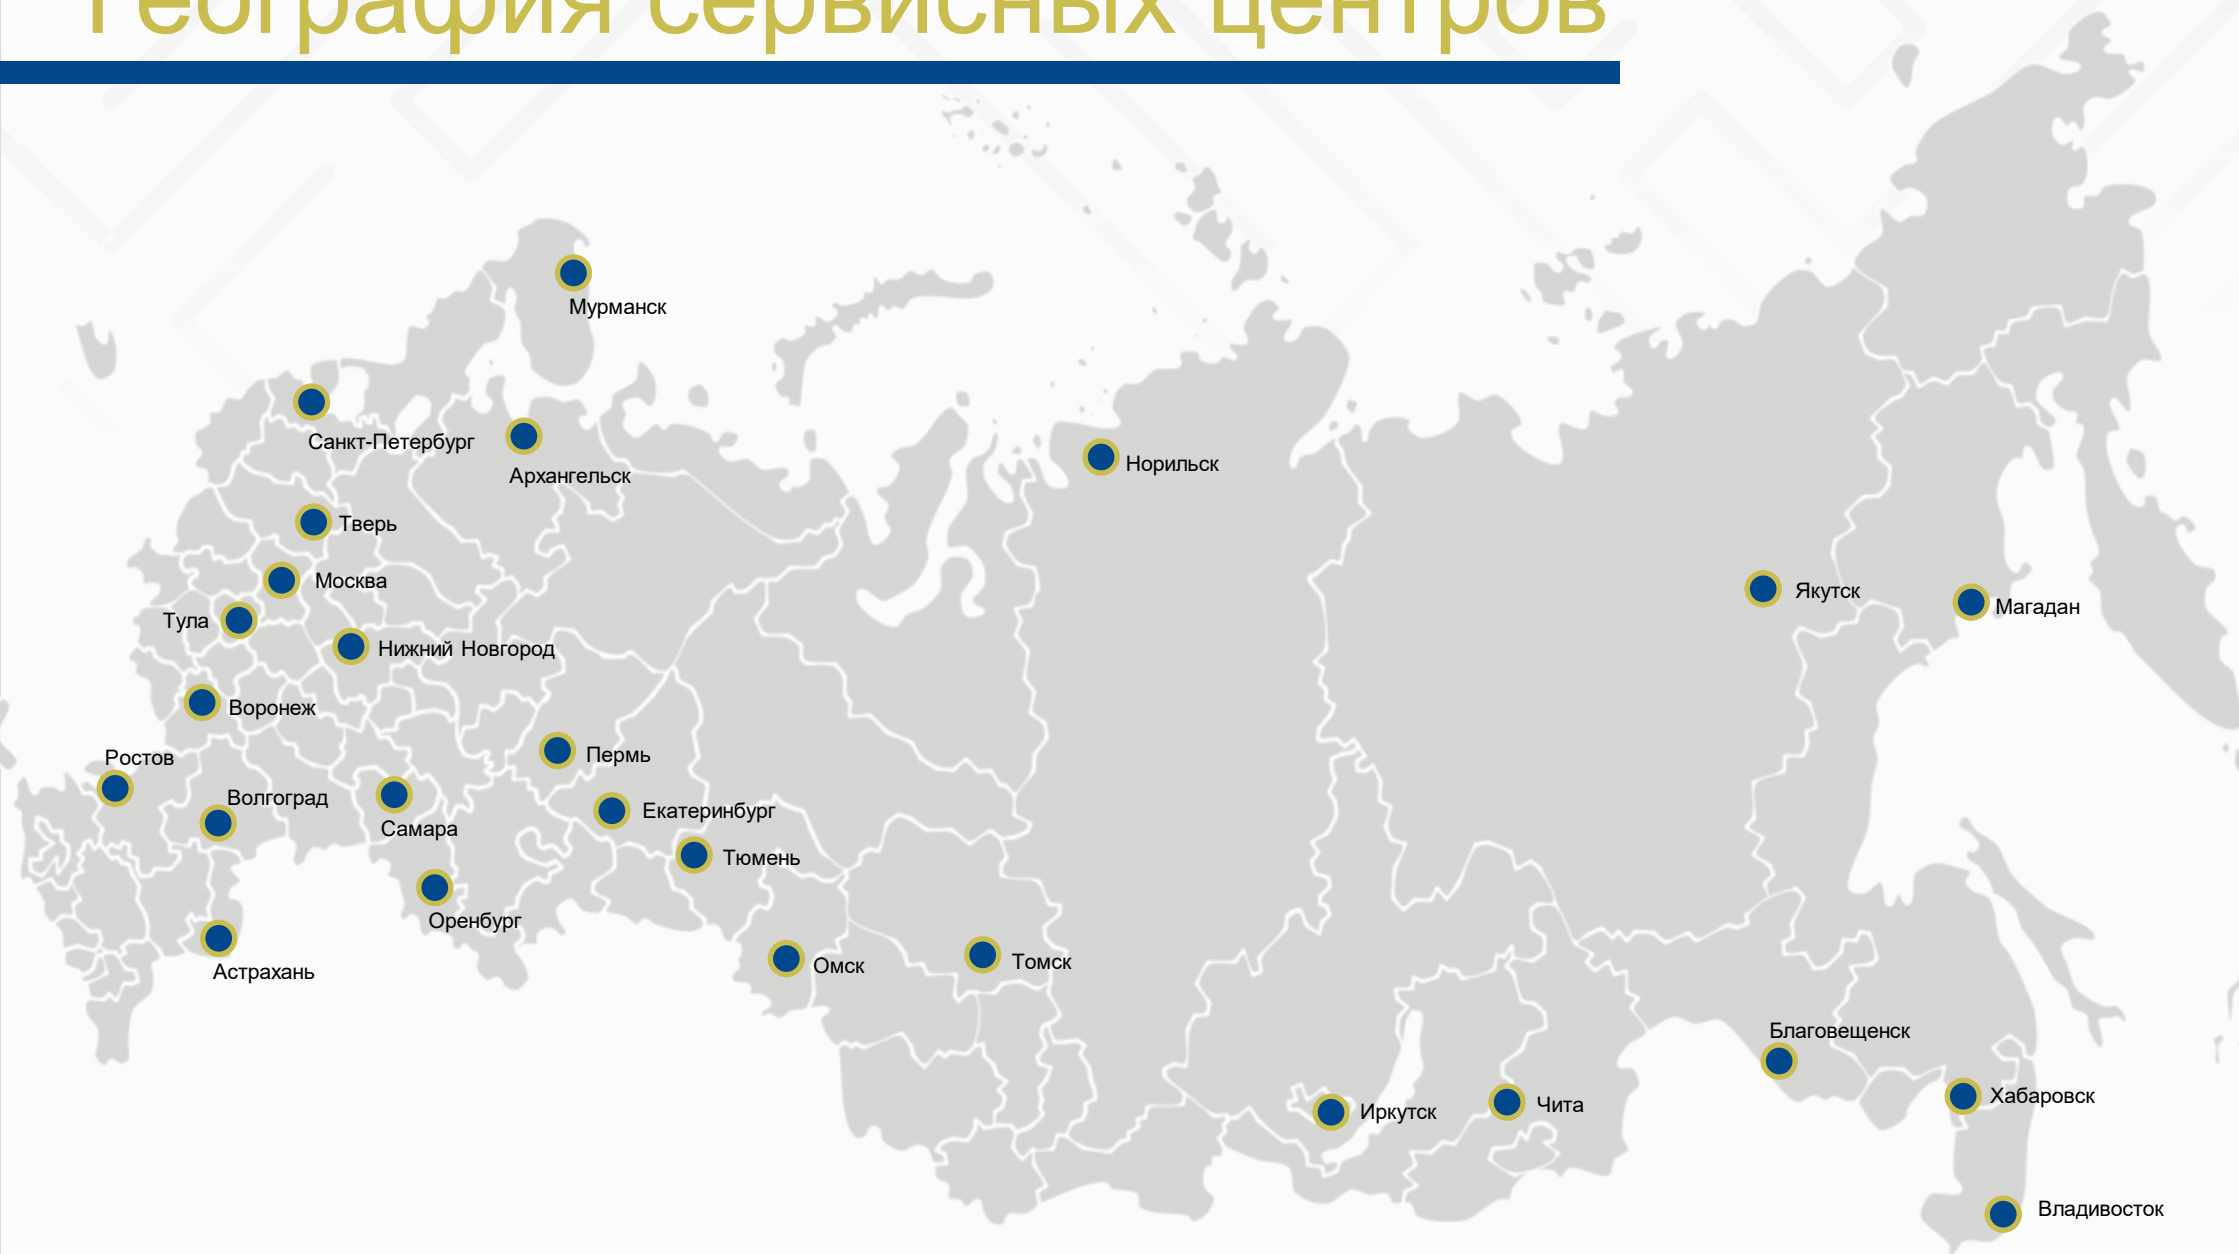 География сервисных центров
Мурманск
Санкт-Петербург
Архангельск
Норильск
Тверь
Москва
Якутск
Магадан
Тула
Нижний Новгород
Воронеж
Ростов
Пермь
Волгоград
Екатеринбург
Самара
Тюмень
Оренбург
Омск
Томск
Астрахань
Благовещенск
Хабаровск
Иркутск
Чита
Владивосток